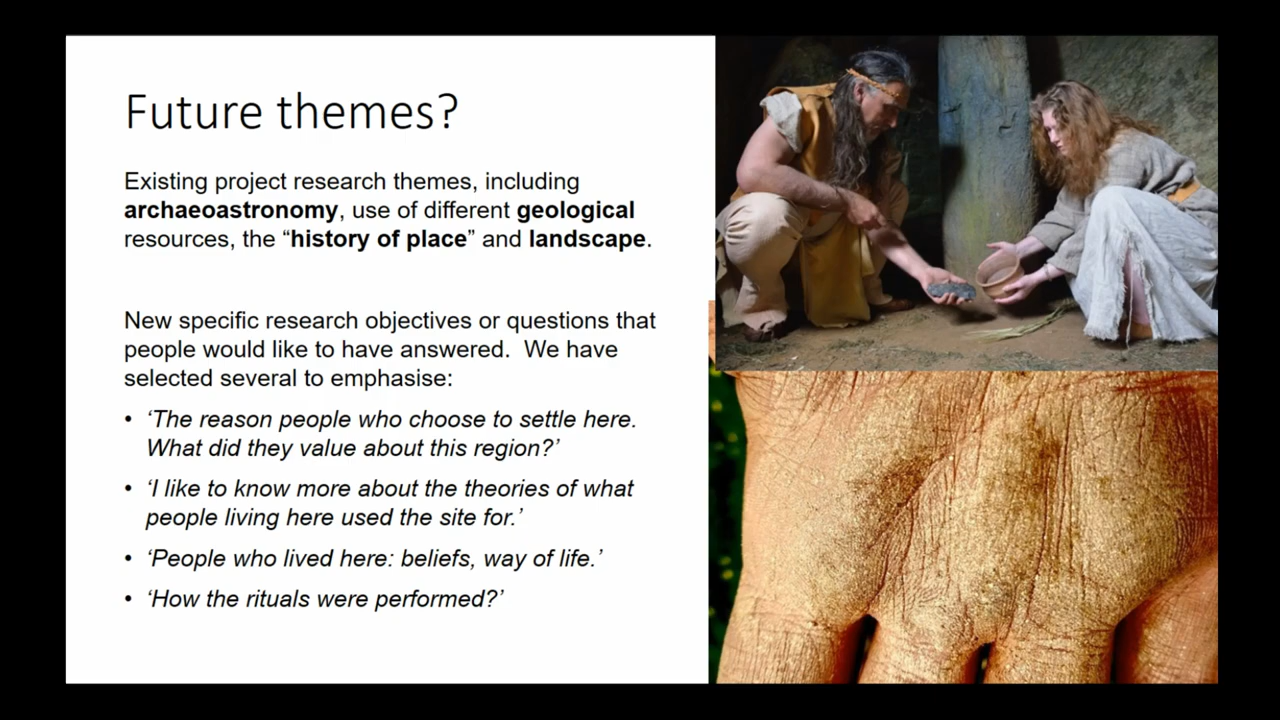 Future themes?
Existing project research themes, including
archaeoastronomy, use of different geological
resources, the “history of place” and landscape.
New specific research objectives or questions that
people would like to have answered.  We have
selected several to emphasise:
• ‘The reason people who choose to settle here.
What did they value about this region?’
• ‘I like to know more about the theories of what
people living here used the site for.’
• ‘People who lived here: beliefs, way of life.’
• ‘How the rituals were performed?’